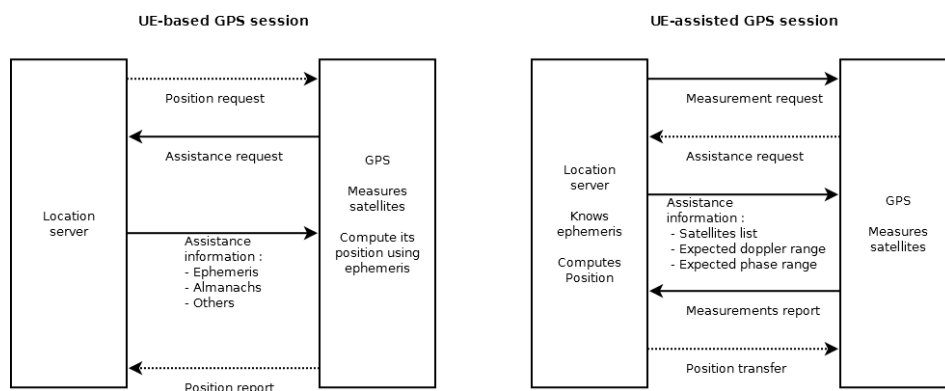 UE-based GPS session
Position request
Assistance request
Location
server
GPS
Measures
satellites
Compute its
position using
ephemeris
Assistance
information :
- Ephemeris
- Almanachs
- Others
Position report
UE-assisted GPS session
Measurement request
Assistance request
Location
server
Knows
ephemeris
Computes
Position
Assistance
information :
- Satellites list
- Expected doppler range
- Expected phase range
GPS
Measures
satellites
Measurements report
Position transfer